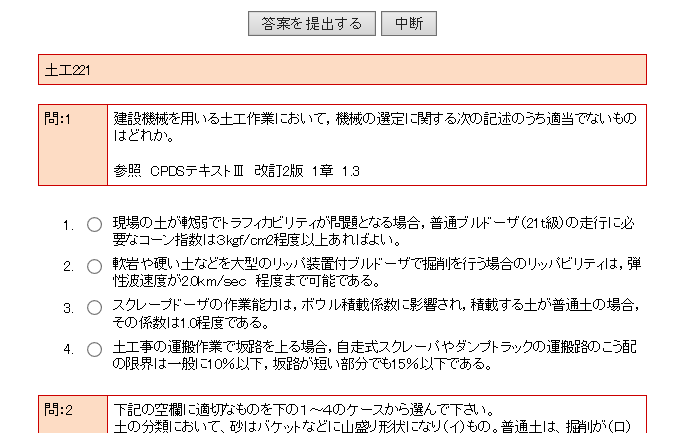 答案を提出する 中断
土工221
問:1 建設機械を用いる土工作業において，機械の選定に関する次の記述のうち適当でないもの
はどれか。
参照 CPDSテキストⅢ 改訂2版 1章 1.3
1. 現場の土が軟弱でトラフィカビリティが問題となる場合，普通ブルドーザ（21t級）の走行に必
要なコーン指数は3kgf/cm2程度以上あればよい。
2. 軟岩や硬い土などを大型のリッパ装置付ブルドーザで掘削を行う場合のリッパビリティは，弾
性波速度が2.0km/sec 程度まで可能である。
3. スクレープドーザの作業能力は，ボウル積載係数に影響され，積載する土が普通土の場合，
その係数は1.0程度である。
4. 土工事の運搬作業で坂路を上る場合，自走式スクレーパやダンプトラックの運搬路のこう配
の限界は一般に10%以下，坂路が短い部分でも15%以下である。
問:2 下記の空欄に適切なものを下の１～４のケースから選んで下さい。
土の分類において、砂はバケットなどに山盛り形状になり（イ）もの。普通土は、掘削が（ロ）